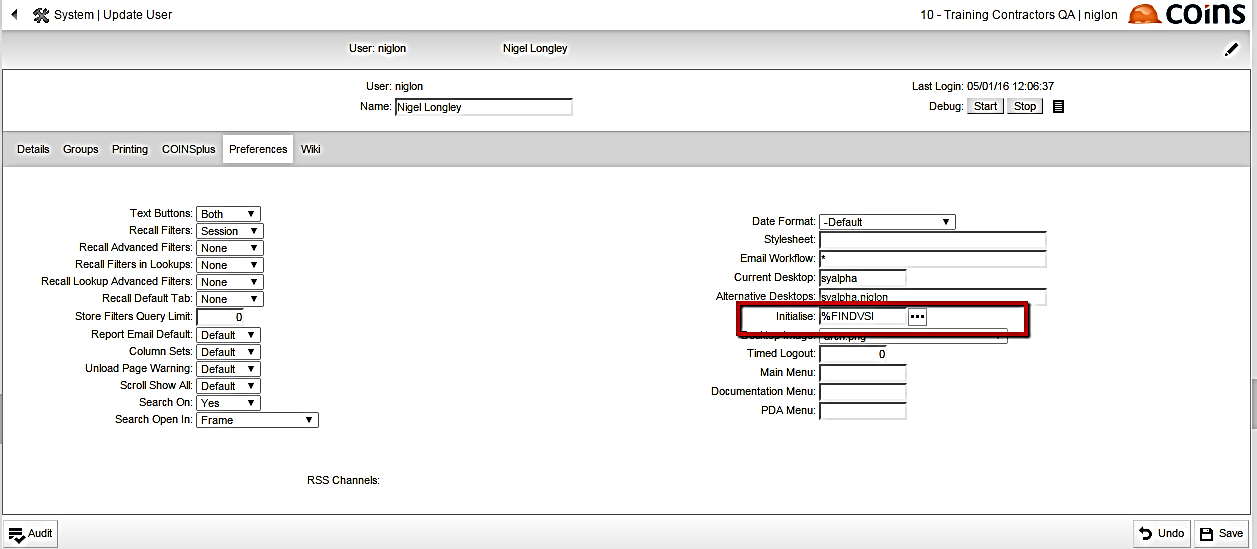 System | Update User
10 - Training Contractors QA | niglon
coins
User: niglon
Nigel Longley
User: niglon
Last Login: 05/01/16 12:06:37
Name: Nigel Longley
Debug: Start Stop
Details Groups Printing COINSplus Preferences Wiki
Text Buttons: Both
Recall Filters: Session
Recall Advanced Filters: None
Recall Filters in Lookups: None
Recall Lookup Advanced Filters: None
Recall Default Tab: None
Store Filters Query Limit: 0
Report Email Default: Default
Column Sets: Default
Unload Page Warning: Default
Scroll Show All: Default
Search On: Yes
Search Open In: Frame
Date Format: -Default
Stylesheet:
Email Workflow: *
Current Desktop: syalpha
Alternative Desktops: syalpha,niglon
Initialise: %FINDVSI
Desktop Image: arch.png
Timed Logout: 0
Main Menu:
Documentation Menu:
PDA Menu:
RSS Channels:
Audit
Undo
Save